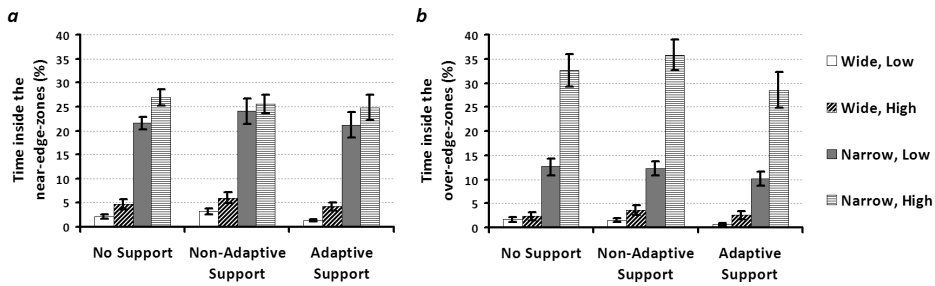 a
Time inside the
near-edge-zones (%)
40
35
30
25
20
15
10
5
0
No Support
Non-Adaptive
Support
Adaptive
Support
b
Time inside the
over-edge-zones (%)
40
35
30
25
20
15
10
5
0
No Support
Non-Adaptive
Support
Adaptive
Support
Wide, Low
Wide, High
Narrow, Low
Narrow, High